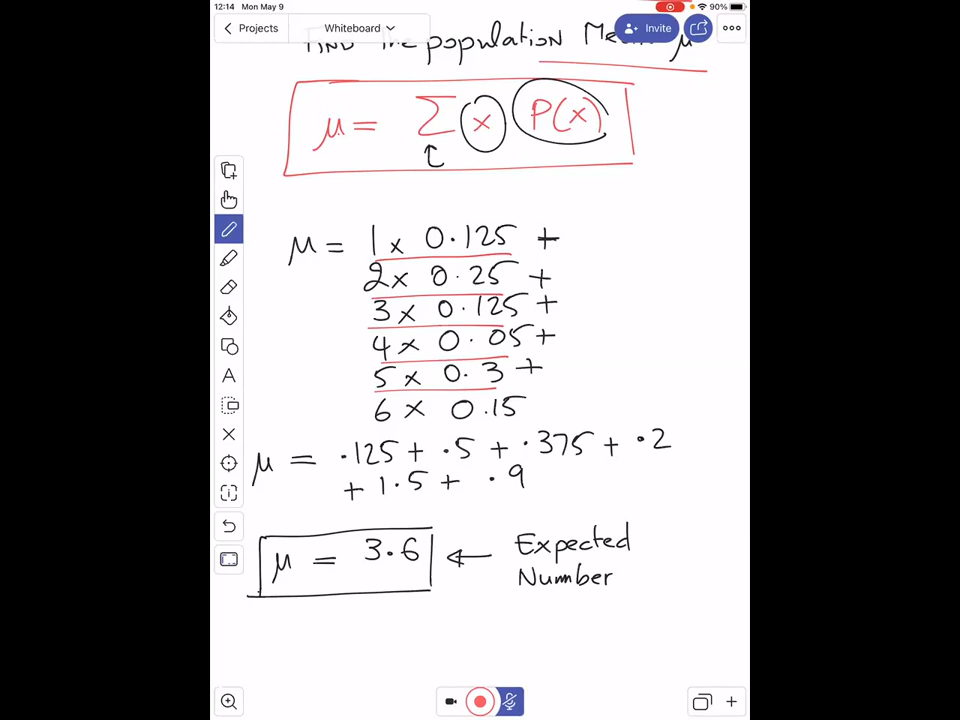 12:14 Mon May 9
90%
Projects
Whiteboard
Invite
Find the population Mean μ
μ = Σ x P(x)
μ = 1 x 0.125 +
2 x 0.25 +
3 x 0.125 +
4 x 0.05 +
5 x 0.3 +
6 x 0.15
μ = .125 + .5 + .375 + .2
+ 1.5 + .9
μ = 3.6 ← Expected
Number